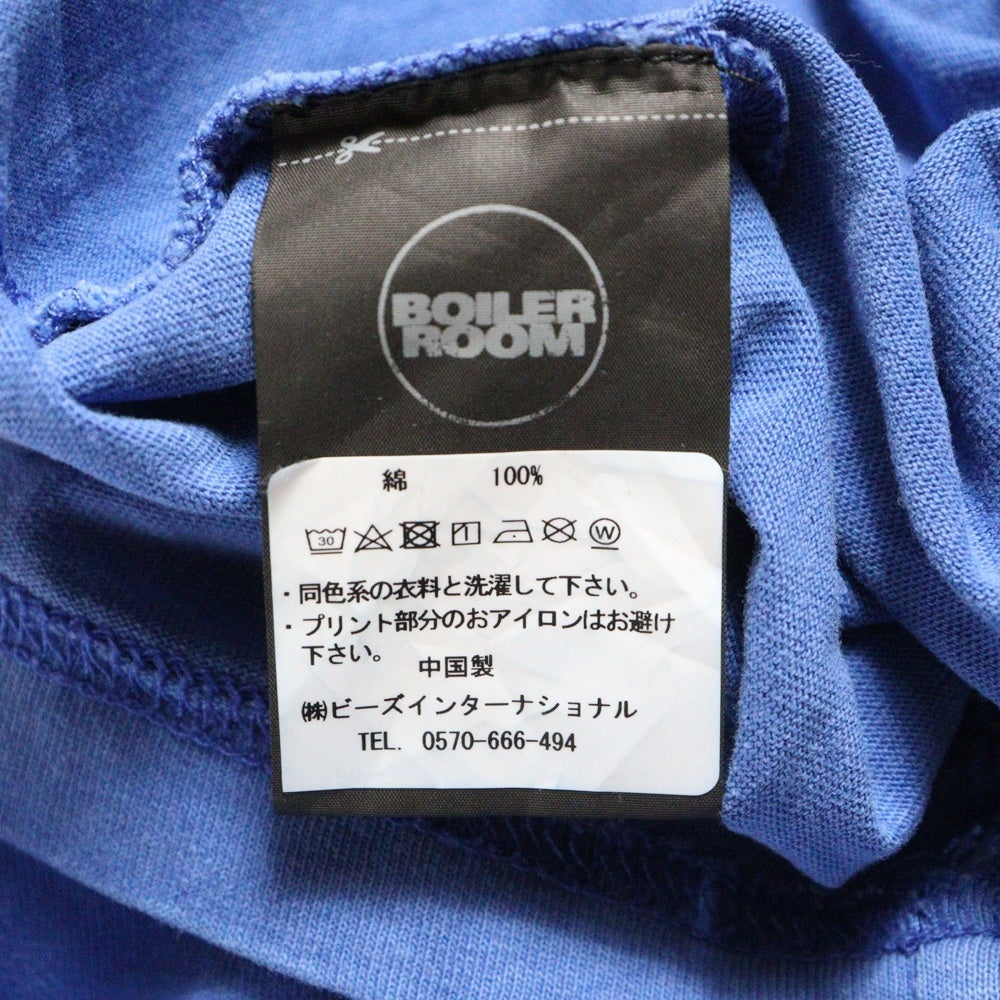 BOILER
ROOM
綿 100%
30 W
・同色系の衣料と洗濯して下さい。
・プリント部分のおアイロンはお避け
下さい。 中国製
㈱ビーズインターナショナル
TEL. 0570-666-494